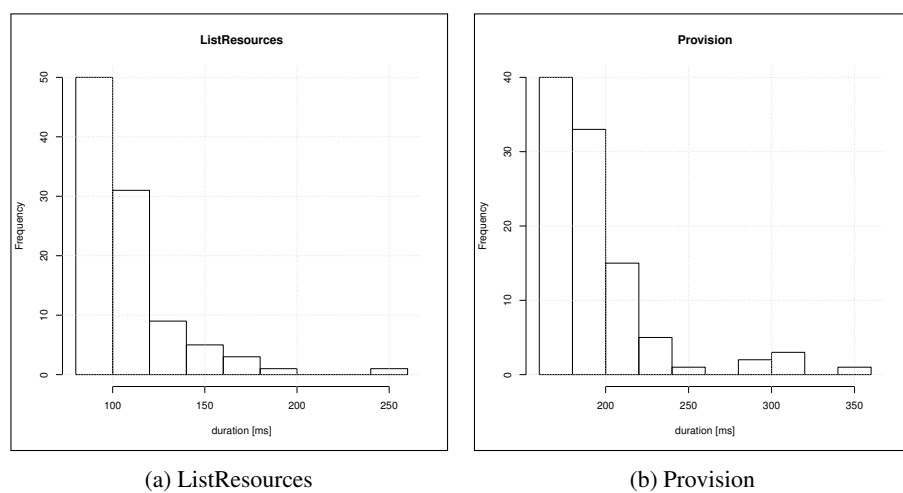 ListResources
Frequency
50
40
30
20
10
0
100 150 200 250
duration [ms]
(a) ListResources
Provision
Frequency
40
30
20
10
0
200 250 300 350
duration [ms]
(b) Provision